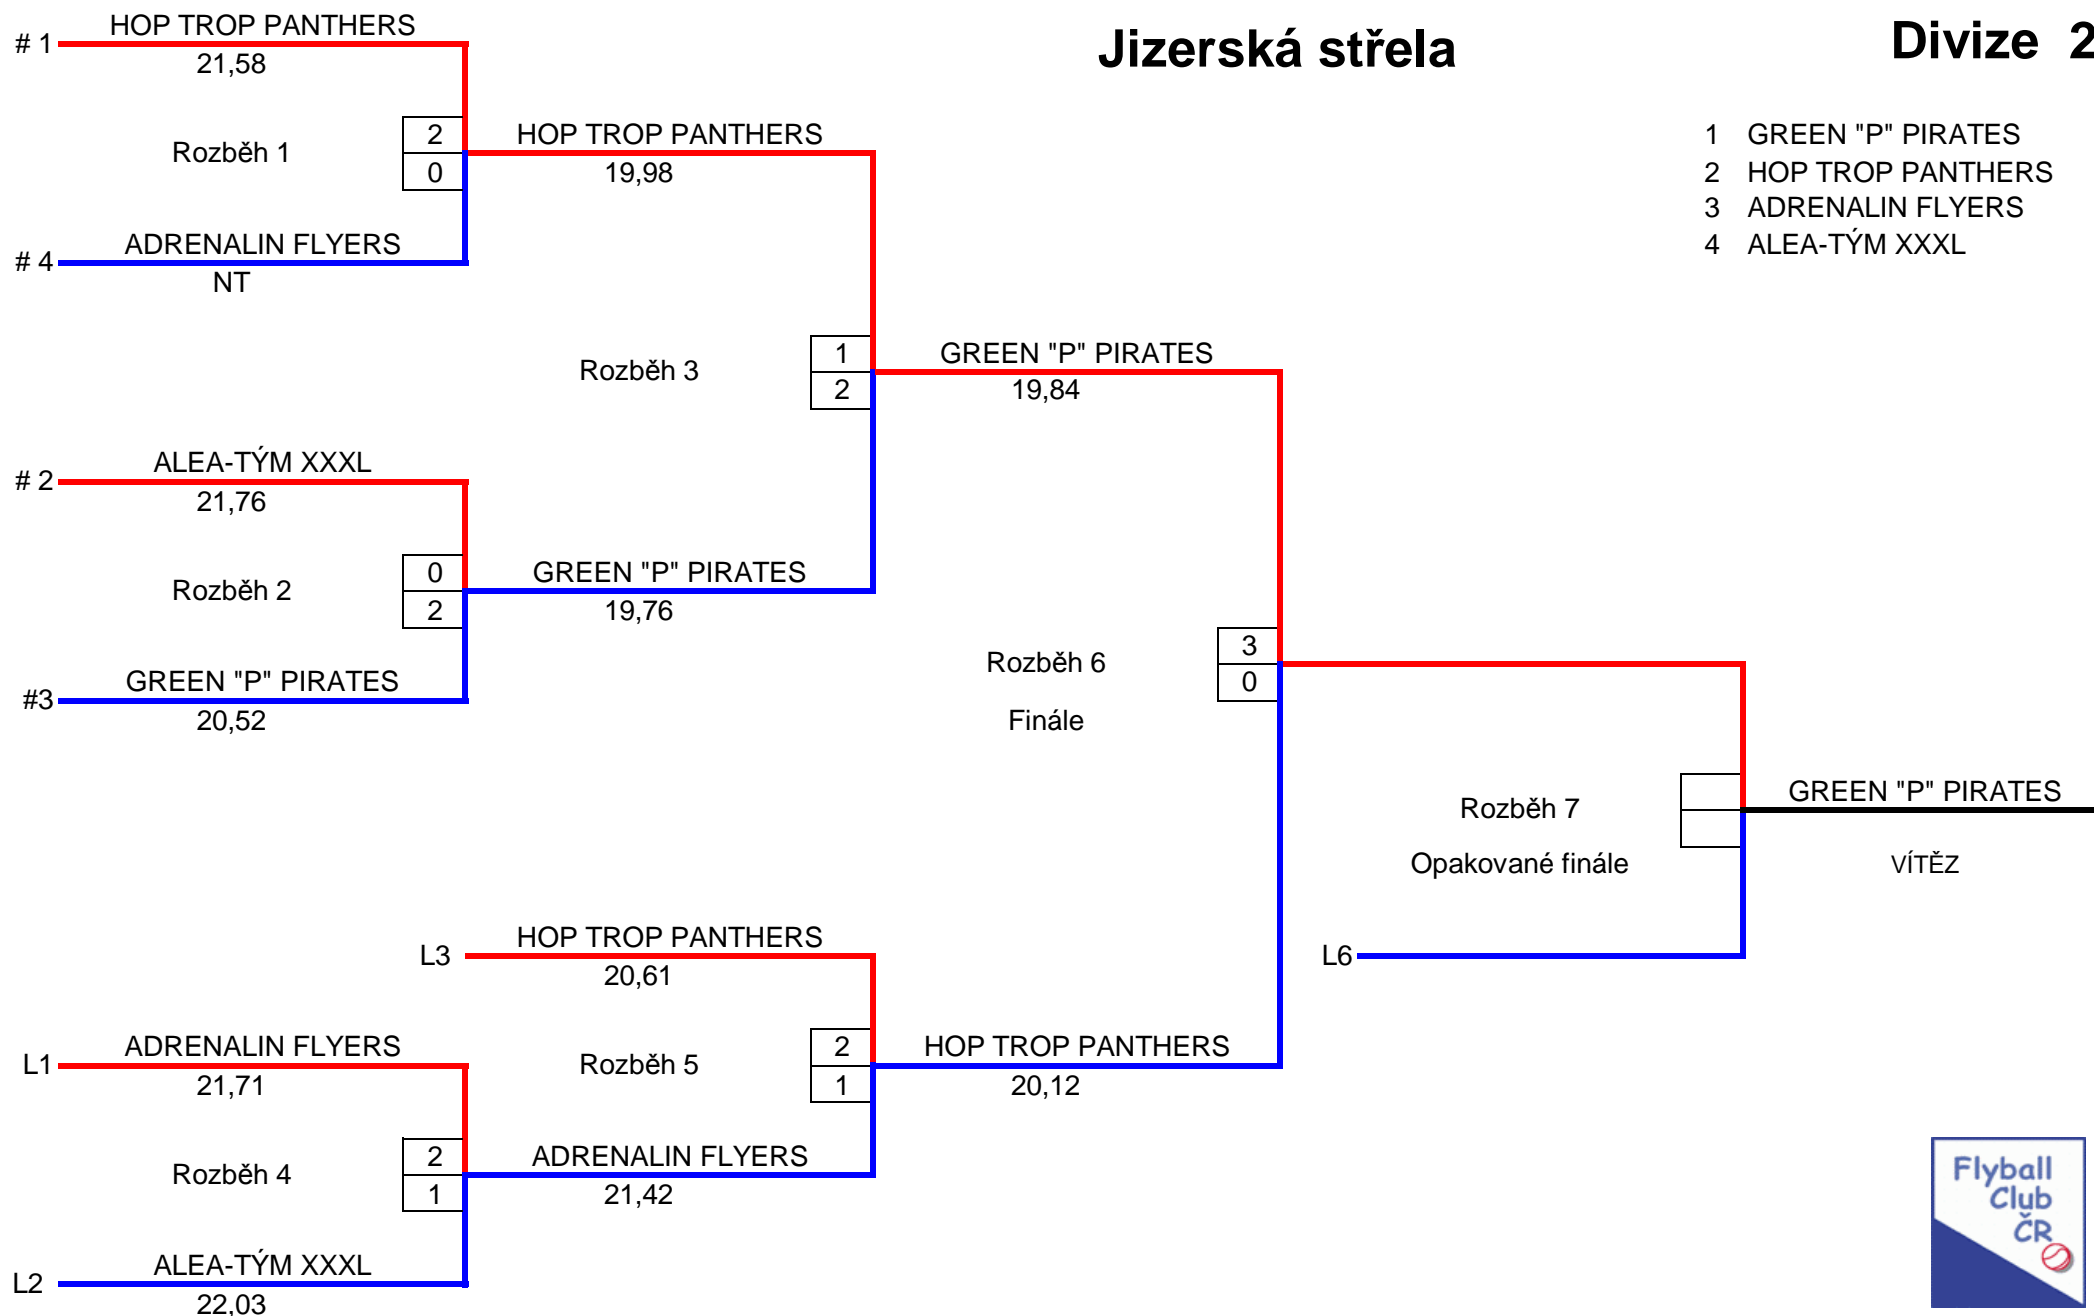 Jizerská střela
Divize 2
1 GREEN "P" PIRATES
2 HOP TROP PANTHERS
3 ADRENALIN FLYERS
4 ALEA-TÝM XXXL
# 1
HOP TROP PANTHERS
21,58
Rozběh 1
2
0
# 4
ADRENALIN FLYERS
NT
HOP TROP PANTHERS
19,98
Rozběh 3
1
2
# 2
ALEA-TÝM XXXL
21,76
Rozběh 2
0
2
#3
GREEN "P" PIRATES
20,52
GREEN "P" PIRATES
19,76
GREEN "P" PIRATES
19,84
Rozběh 6
Finále
3
0
Rozběh 7
Opakované finále
GREEN "P" PIRATES
VÍTĚZ
L6
L3
HOP TROP PANTHERS
20,61
Rozběh 5
2
1
HOP TROP PANTHERS
20,12
L1
ADRENALIN FLYERS
21,71
Rozběh 4
2
1
ADRENALIN FLYERS
21,42
L2
ALEA-TÝM XXXL
22,03
Flyball
Club
ČR